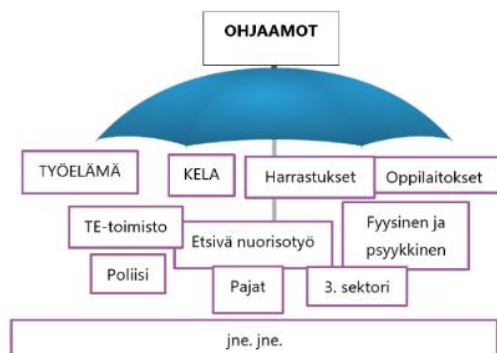 OHJAAMOT
TYÖELÄMÄ
KELA
Harrastukset
Oppilaitokset
TE-toimisto
Etsivä nuorisotyö
Fyysinen ja
psyykkinen
Poliisi
Pajat
3. sektori
jne. jne.